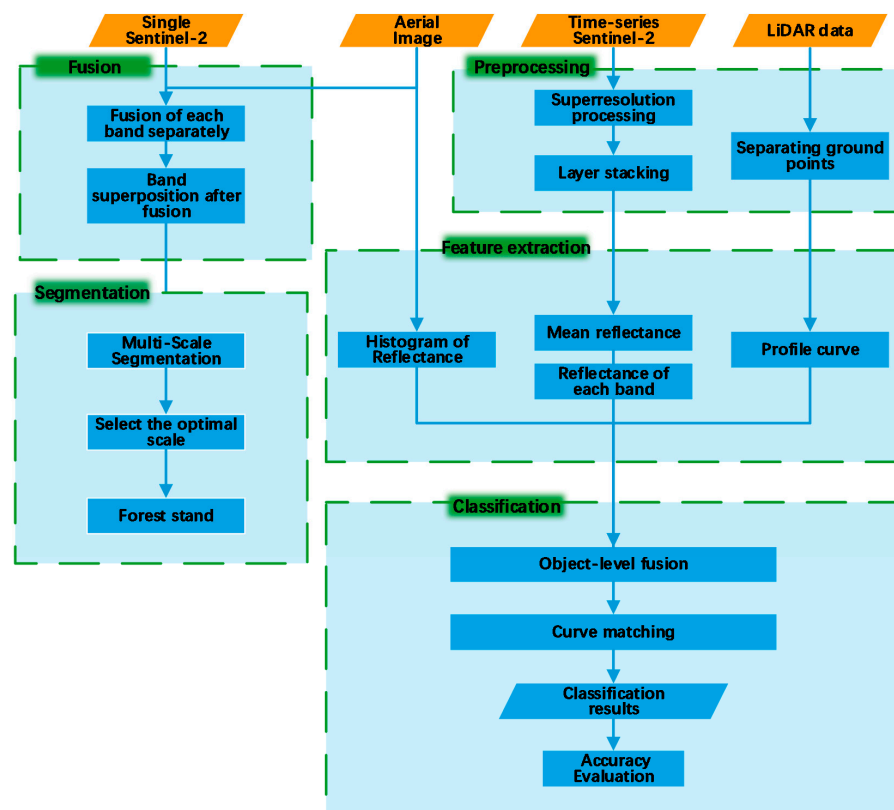 Single
Sentinel-2
Aerial
Image
Time-series
Sentinel-2
LiDAR data
Fusion
Fusion of each
band separately
Band
superposition after
fusion
Preprocessing
Superresolution
processing
Layer stacking
Separating ground
points
Segmentation
Multi-Scale
Segmentation
Select the optimal
scale
Forest stand
Feature extraction
Histogram of
Reflectance
Mean reflectance
Reflectance of
each band
Profile curve
Classification
Object-level fusion
Curve matching
Classification
results
Accuracy
Evaluation